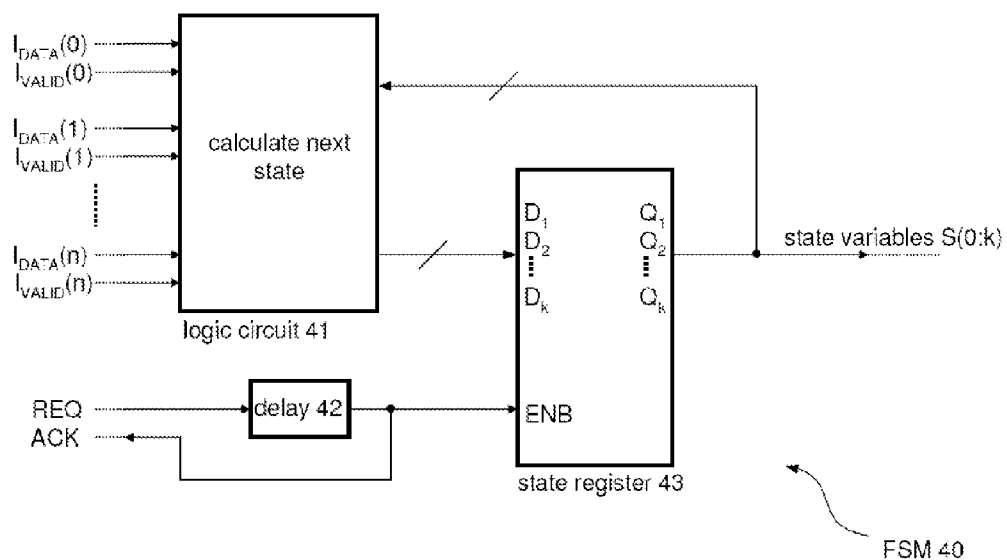 I_DATA(0)
I_VALID(0)
I_DATA(1)
I_VALID(1)
I_DATA(n)
I_VALID(n)
calculate next
state
logic circuit 41
D_1
D_2
D_k
Q_1
Q_2
Q_k
ENB
state register 43
state variables S(0:k)
REQ
ACK
delay 42
FSM 40